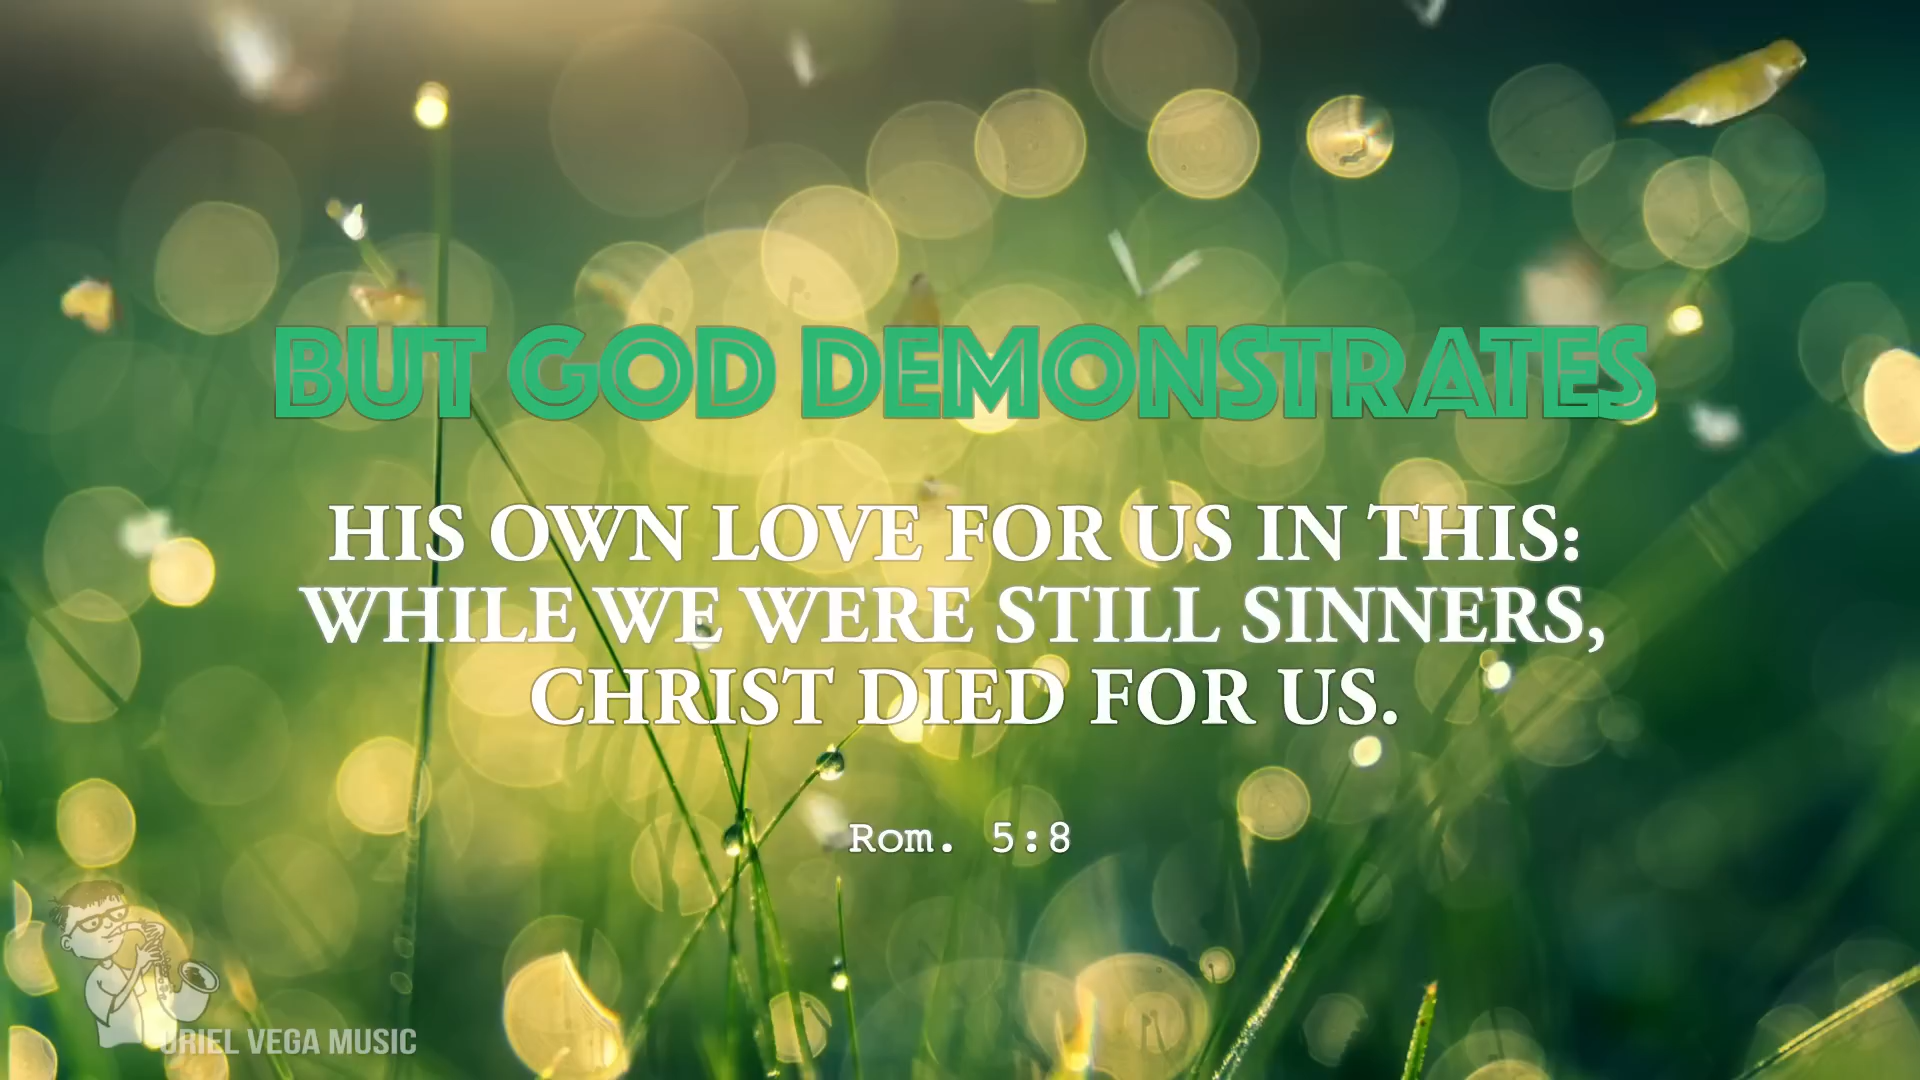 BUT GOD DEMONSTRATES
HIS OWN LOVE FOR US IN THIS:
WHILE WE WERE STILL SINNERS,
CHRIST DIED FOR US.
Rom. 5:8
URIEL VEGA MUSIC